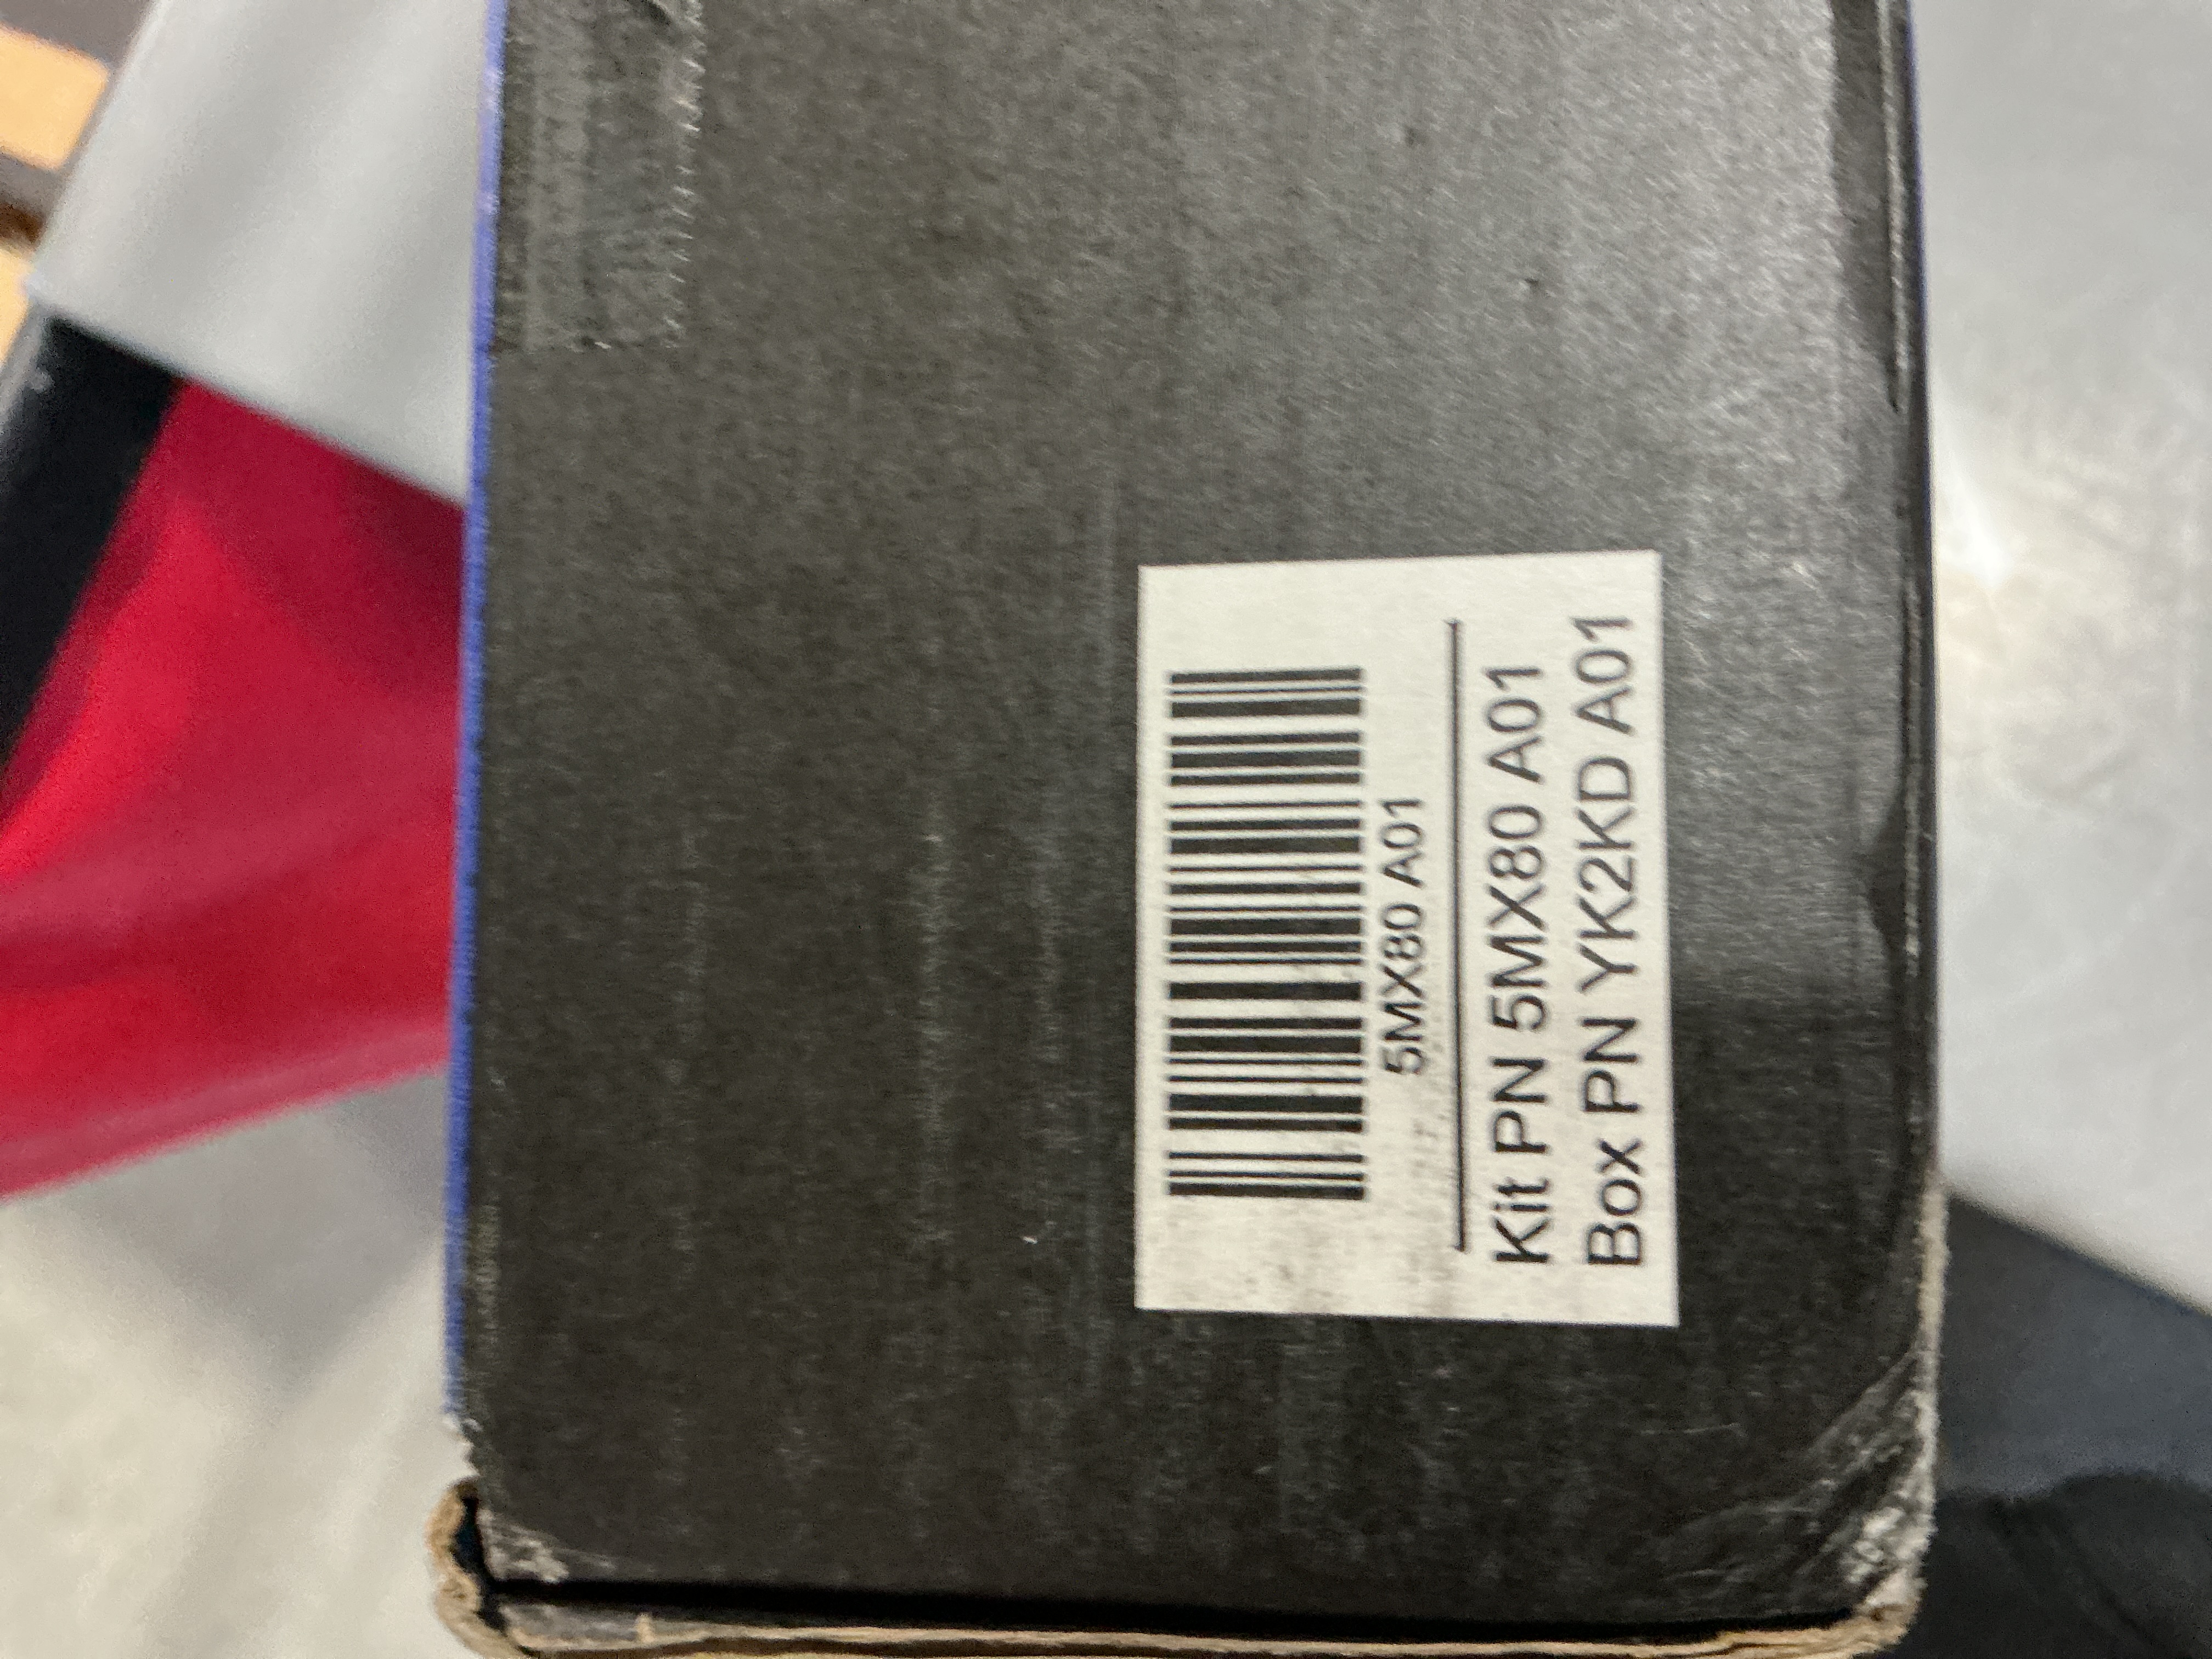 5MX80 A01
Kit PN 5MX80 A01
Box PN YK2KD A01